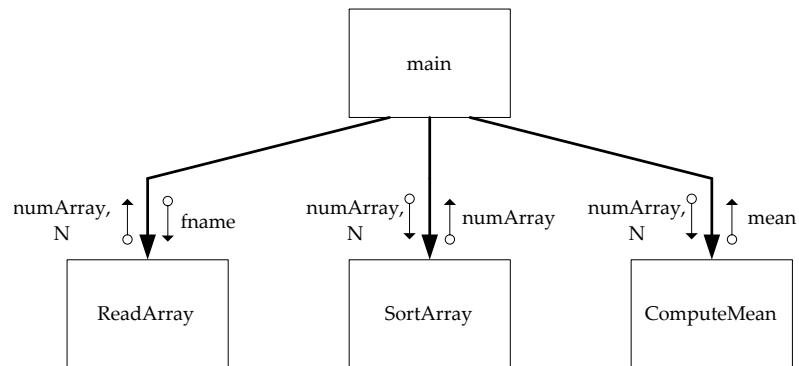 main
numArray,
N
fname
numArray,
N
numArray
numArray,
N
mean
ReadArray
SortArray
ComputeMean